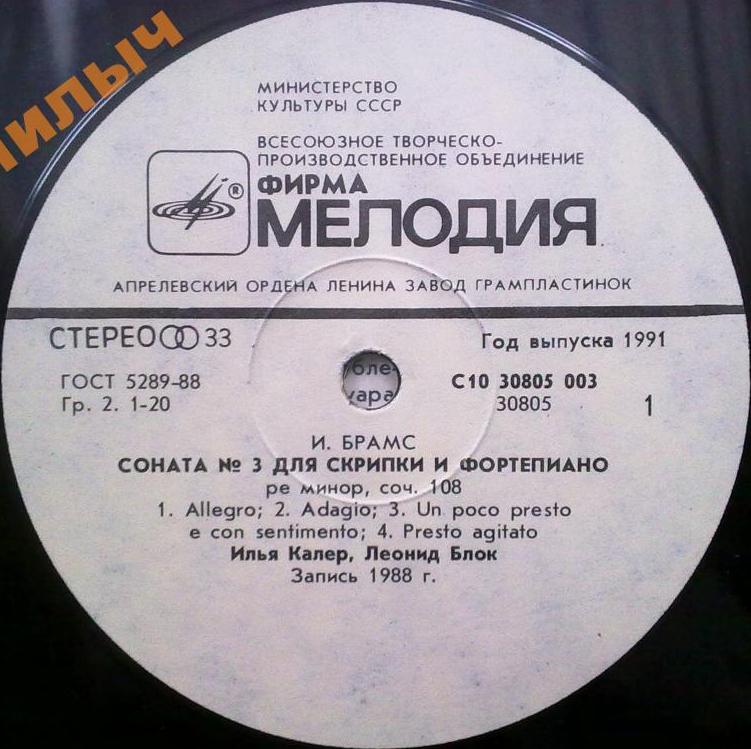 МИНИСТЕРСТВО
КУЛЬТУРЫ СССР
ВСЕСОЮЗНОЕ ТВОРЧЕСКО-
ПРОИЗВОДСТВЕННОЕ ОБЪЕДИНЕНИЕ
ФИРМА
® МЕЛОДИЯ
АПРЕЛЕВСКИЙ ОРДЕНА ЛЕНИНА ЗАВОД ГРАМПЛАСТИНОК
СТЕРЕО 33
Год выпуска 1991
ГОСТ 5289-88
С10 30805 003
Гр. 2. 1-20
30805
1
И. БРАМС
СОНАТА № 3 ДЛЯ СКРИПКИ И ФОРТЕПИАНО
ре минор, соч. 108
1. Allegro; 2. Adagio; 3. Un poco presto
e con sentimento; 4. Presto agitato
Илья Калер, Леонид Блок
Запись 1988 г.